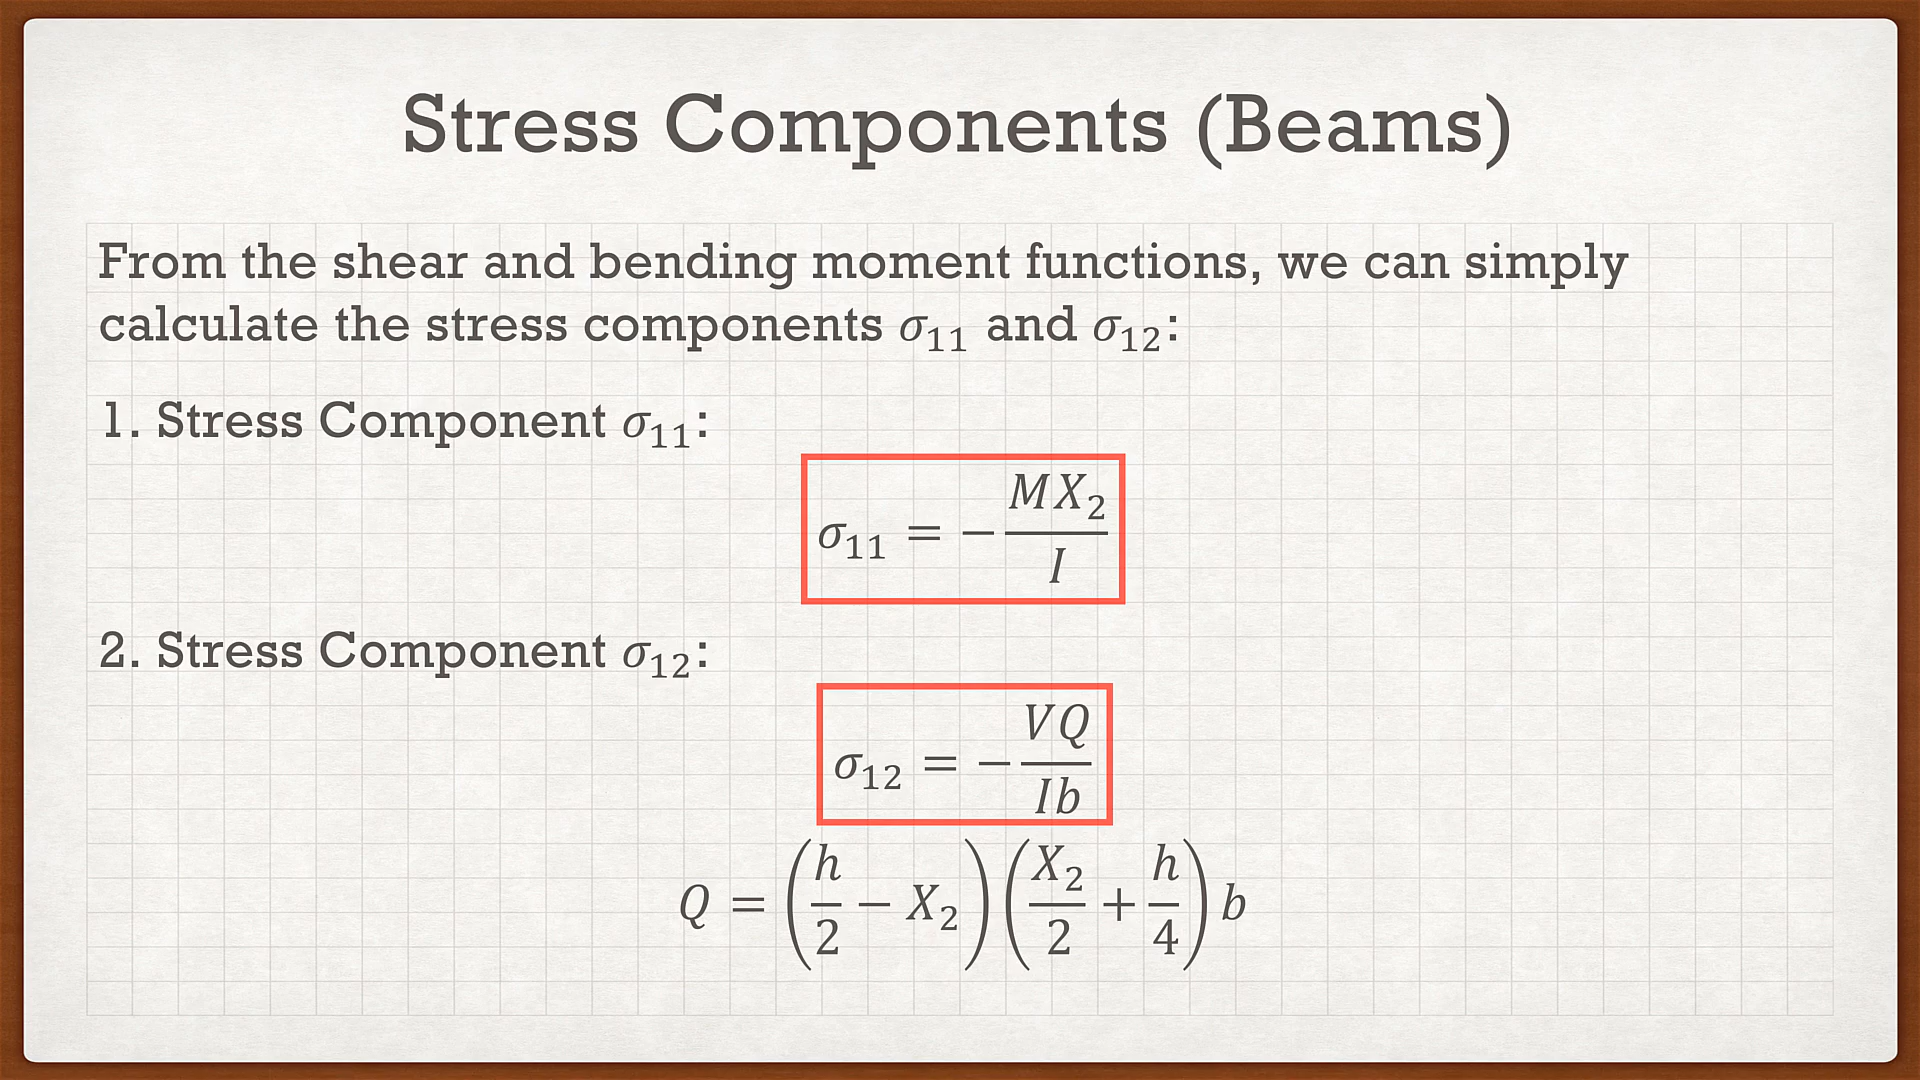 Stress Components (Beams)
From the shear and bending moment functions, we can simply
calculate the stress components σ₁₁ and σ₁₂:
1. Stress Component σ₁₁:
σ₁₁ = −MX₂/I
2. Stress Component σ₁₂:
σ₁₂ = −VQ/Ib
Q = (h/2 − X₂)(X₂/2 + h/4)b